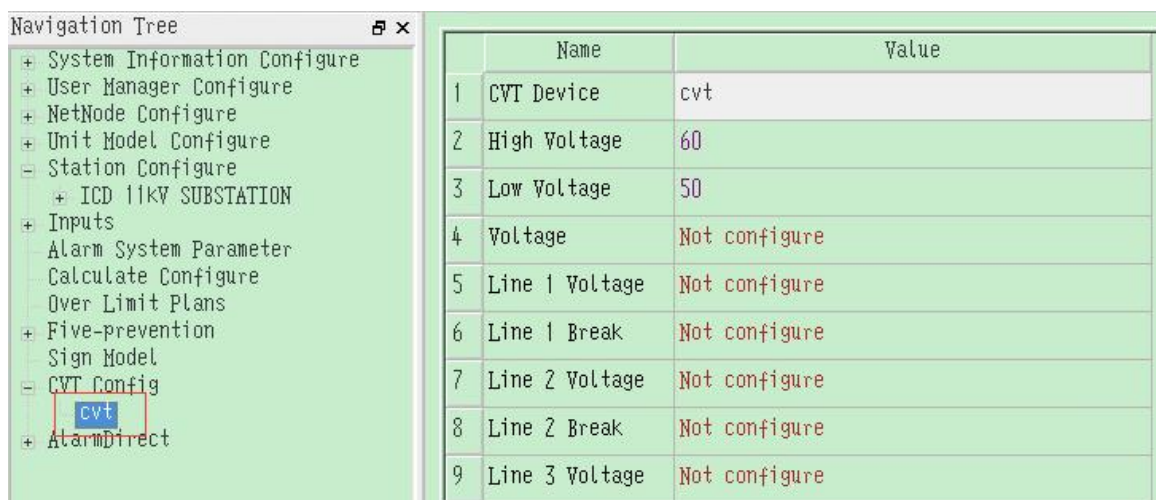 Navigation Tree
System Information Configure
User Manager Configure
NetNode Configure
Unit Model Configure
Station Configure
ICD 11kV SUBSTATION
Inputs
Alarm System Parameter
Calculate Configure
Over Limit Plans
Five-prevention
Sign Model
CVT Config
cvt
AlarmDirect
Name Value
1 CVT Device cvt
2 High Voltage 60
3 Low Voltage 50
4 Voltage Not configure
5 Line 1 Voltage Not configure
6 Line 1 Break Not configure
7 Line 2 Voltage Not configure
8 Line 2 Break Not configure
9 Line 3 Voltage Not configure